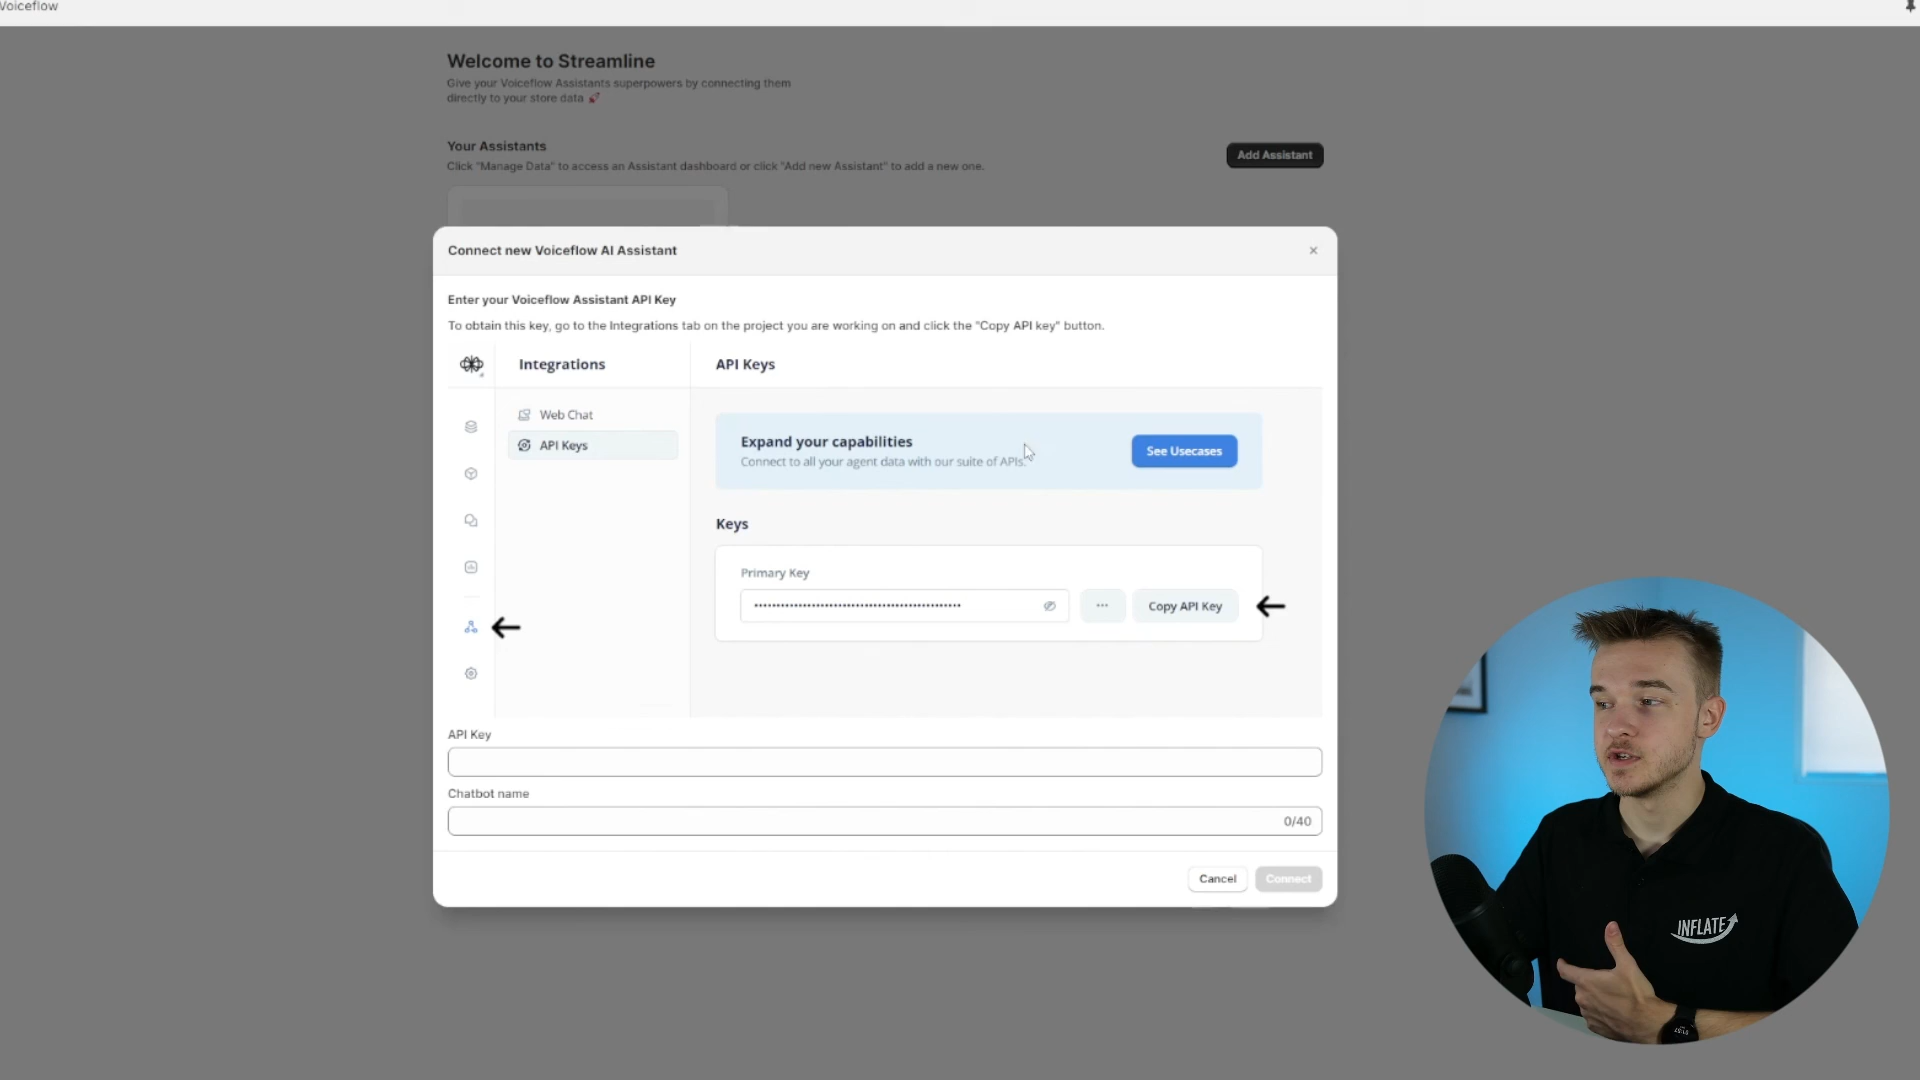 Voiceflow
Welcome to Streamline
Give your Voiceflow Assistants superpowers by connecting them
directly to your store data 🚀
Your Assistants
Click "Manage Data" to access an Assistant dashboard or click "Add new Assistant" to add a new one.
Add Assistant
Connect new Voiceflow AI Assistant
Enter your Voiceflow Assistant API Key
To obtain this key, go to the Integrations tab on the project you are working on and click the "Copy API key" button.
Integrations
API Keys
Web Chat
API Keys
Expand your capabilities
Connect to all your agent data with our suite of APIs.
See Usecases
Keys
Primary Key
Copy API Key
API Key
Chatbot name
0/40
Cancel
Connect
INFLATE